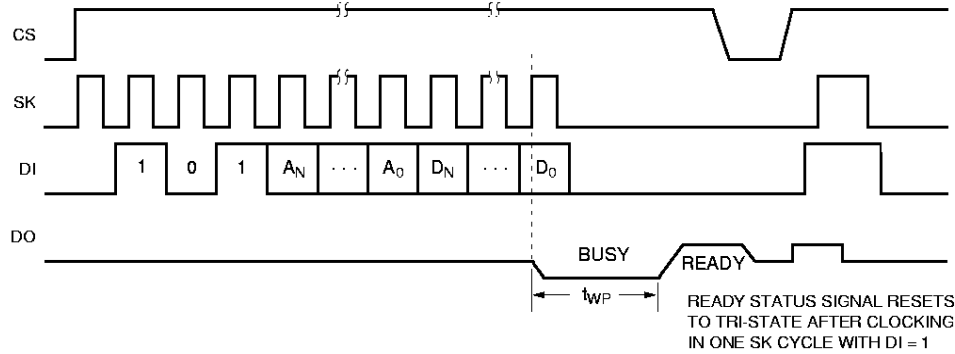 CS
SK
DI
1 0 1 A_N · · · A_0 D_N · · · D_0
DO
BUSY
READY
t_WP
READY STATUS SIGNAL RESETS
TO TRI-STATE AFTER CLOCKING
IN ONE SK CYCLE WITH DI = 1